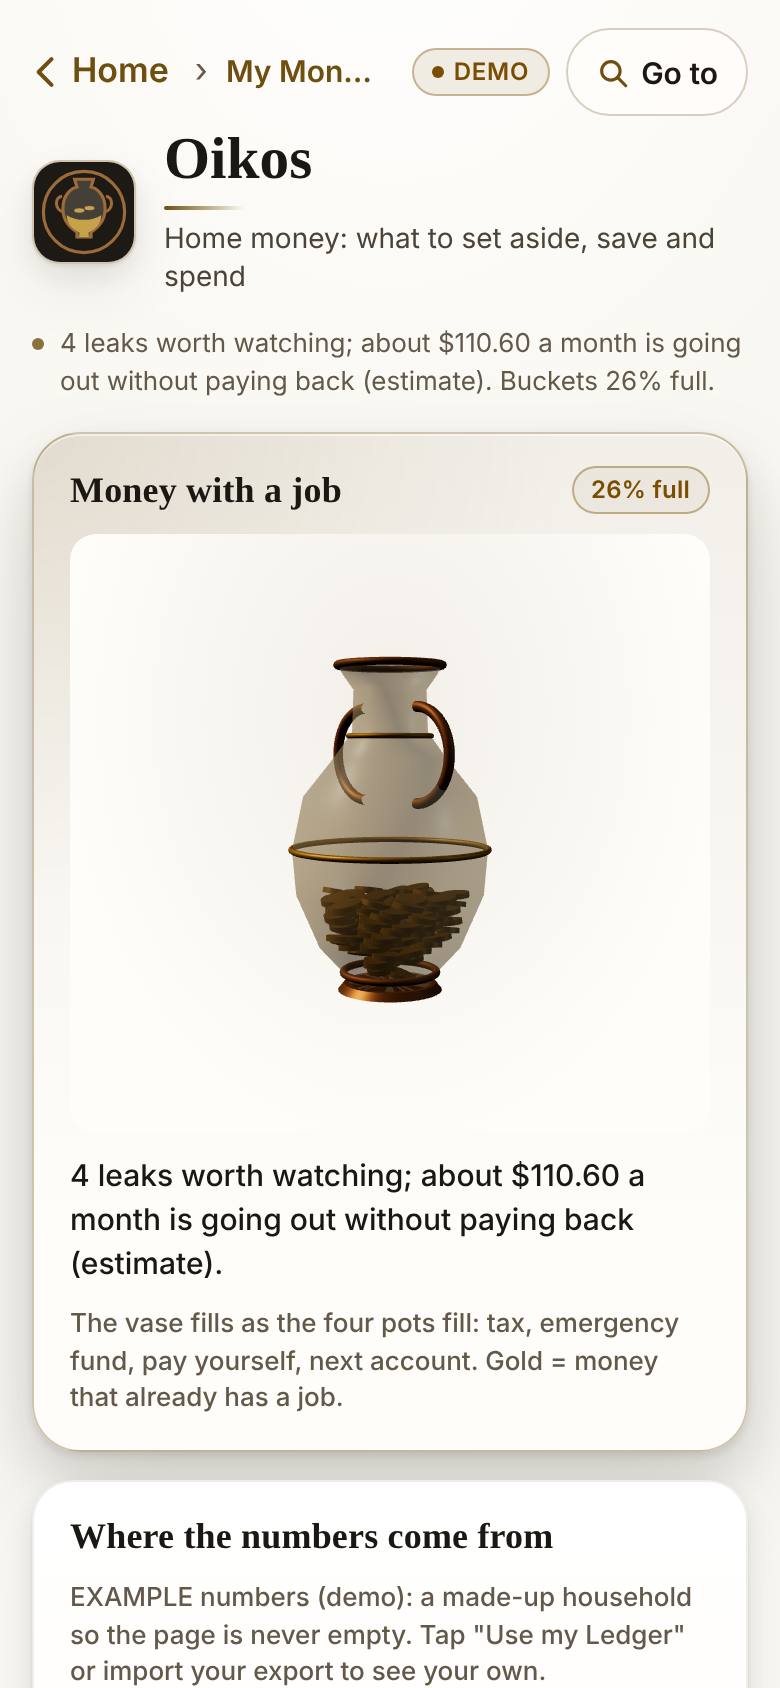 Home › My Mon... DEMO Go to
Oikos
Home money: what to set aside, save and
spend
4 leaks worth watching; about $110.60 a month is going
out without paying back (estimate). Buckets 26% full.
Money with a job 26% full
4 leaks worth watching; about $110.60 a
month is going out without paying back
(estimate).
The vase fills as the four pots fill: tax, emergency
fund, pay yourself, next account. Gold = money
that already has a job.
Where the numbers come from
EXAMPLE numbers (demo): a made-up household
so the page is never empty. Tap "Use my Ledger"
or import your export to see your own.